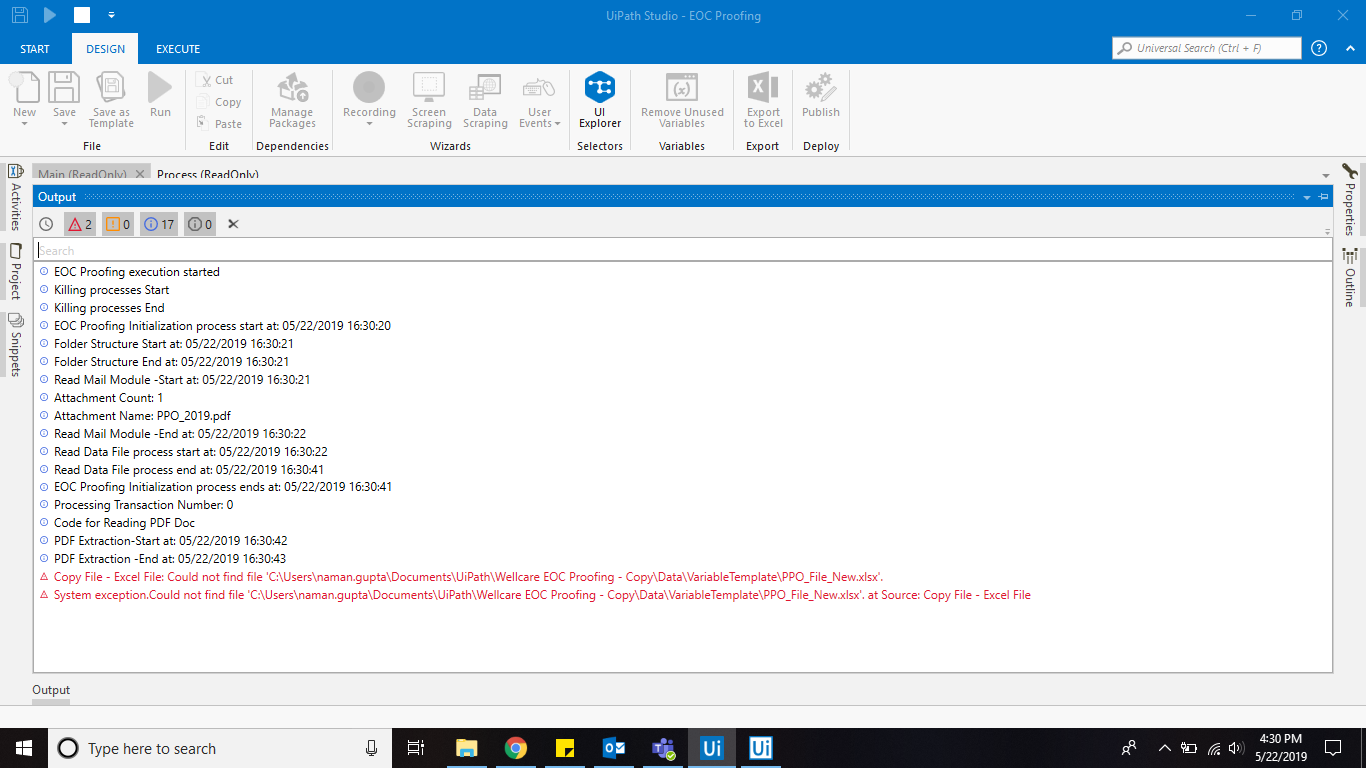 UiPath Studio - EOC Proofing
START DESIGN EXECUTE
Universal Search (Ctrl + F)
New
Save
Save as
Template
Run
File
Cut
Copy
Paste
Edit
Manage
Packages
Dependencies
Recording
Screen
Scraping
Data
Scraping
User
Events
Wizards
UI
Explorer
Selectors
Remove Unused
Variables
Variables
Export
to Excel
Export
Publish
Deploy
Activities
Project
Snippets
Main (ReadOnly)
Process (ReadOnly)
Properties
Outline
Output
2 0 17 0
Search
EOC Proofing execution started
Killing processes Start
Killing processes End
EOC Proofing Initialization process start at: 05/22/2019 16:30:20
Folder Structure Start at: 05/22/2019 16:30:21
Folder Structure End at: 05/22/2019 16:30:21
Read Mail Module -Start at: 05/22/2019 16:30:21
Attachment Count: 1
Attachment Name: PPO_2019.pdf
Read Mail Module -End at: 05/22/2019 16:30:22
Read Data File process start at: 05/22/2019 16:30:22
Read Data File process end at: 05/22/2019 16:30:41
EOC Proofing Initialization process ends at: 05/22/2019 16:30:41
Processing Transaction Number: 0
Code for Reading PDF Doc
PDF Extraction-Start at: 05/22/2019 16:30:42
PDF Extraction -End at: 05/22/2019 16:30:43
Copy File - Excel File: Could not find file 'C:\Users\naman.gupta\Documents\UiPath\Wellcare EOC Proofing - Copy\Data\VariableTemplate\PPO_File_New.xlsx'.
System exception.Could not find file 'C:\Users\naman.gupta\Documents\UiPath\Wellcare EOC Proofing - Copy\Data\VariableTemplate\PPO_File_New.xlsx'. at Source: Copy File - Excel File
Output
Type here to search
Ui
Ui
4:30 PM
5/22/2019